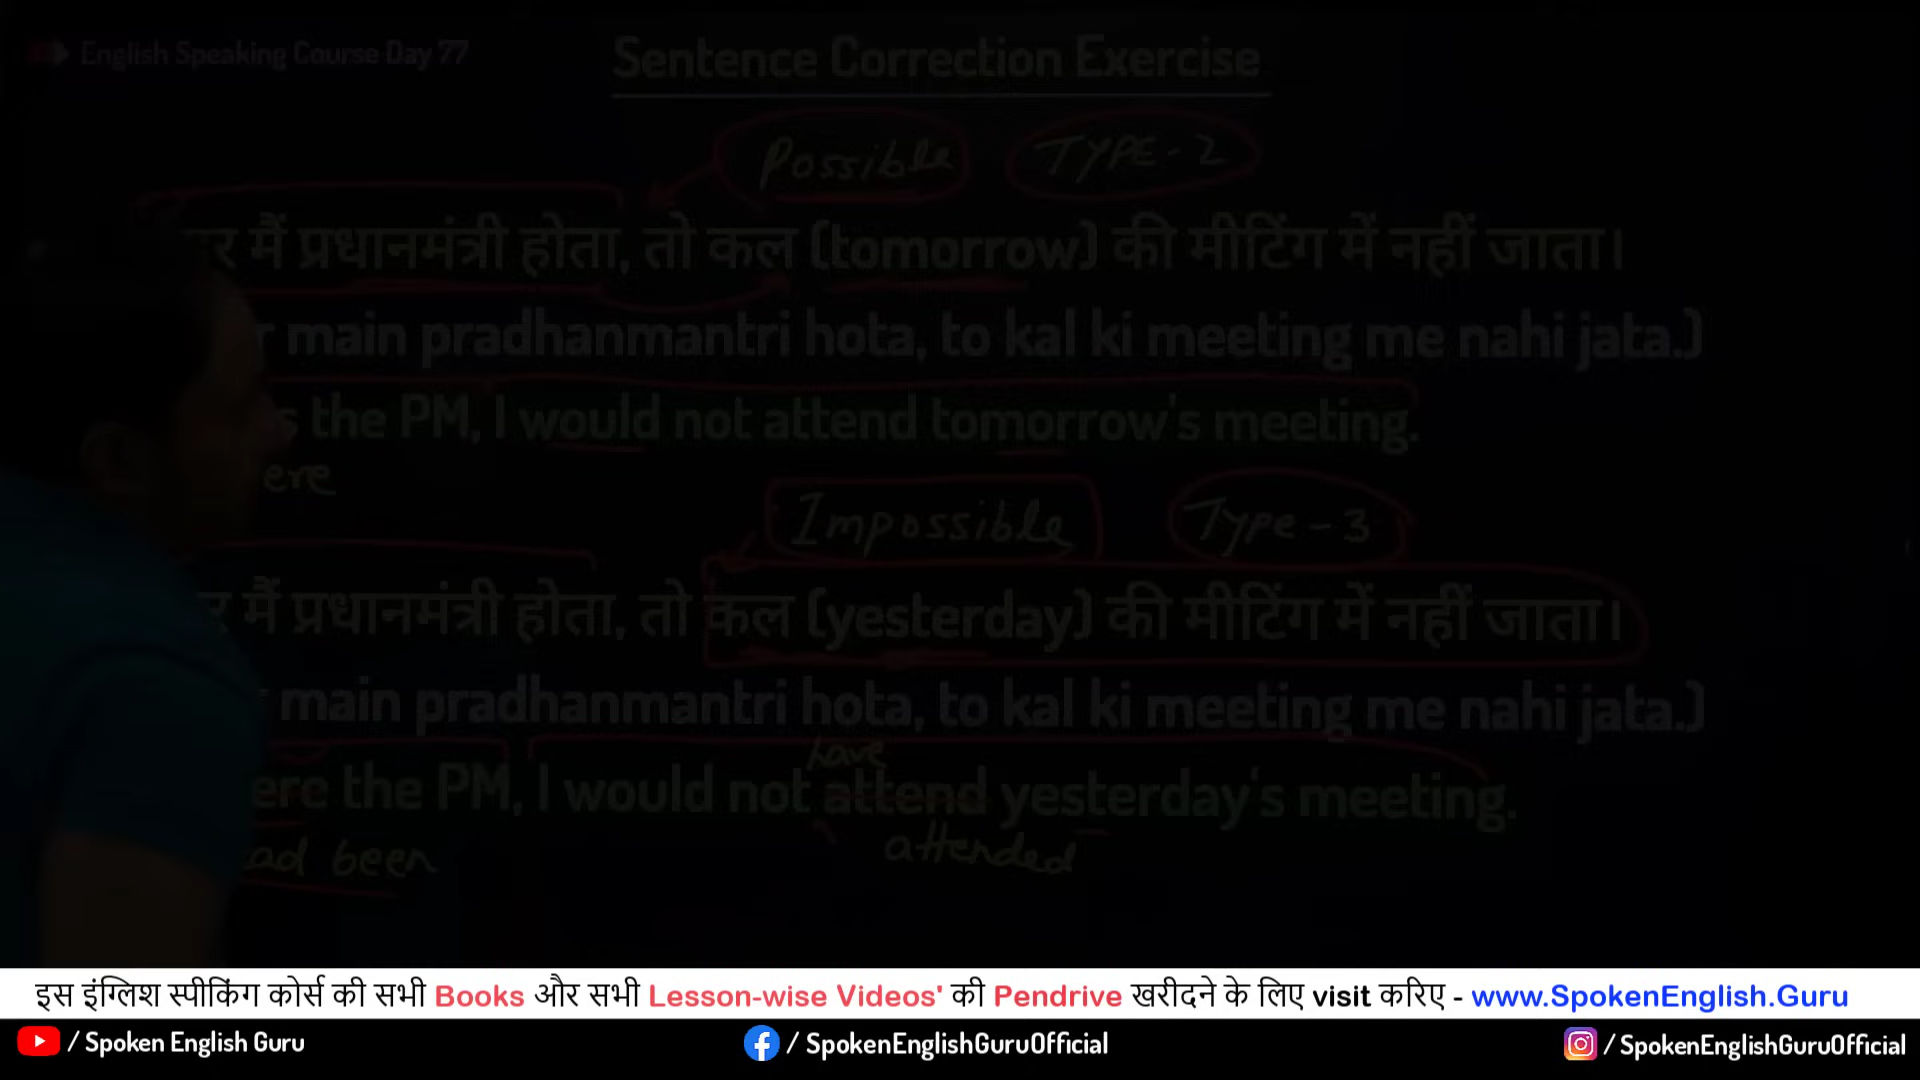 English Speaking Course Day 77
Sentence Correction Exercise
Possible TYPE-2
मैं प्रधानमंत्री होता, तो कल (tomorrow) की मीटिंग में नहीं जाता।
main pradhanmantri hota, to kal ki meeting me nahi jata.)
the PM, I would not attend tomorrow's meeting.
ere
Impossible Type-3
मैं प्रधानमंत्री होता, तो कल (yesterday) की मीटिंग में नहीं जाता।
main pradhanmantri hota, to kal ki meeting me nahi jata.)
have
ere the PM, I would not attend yesterday's meeting.
ad been attended
इस इंग्लिश स्पीकिंग कोर्स की सभी Books और सभी Lesson-wise Videos' की Pendrive खरीदने के लिए visit करिए - www.SpokenEnglish.Guru
/ Spoken English Guru / SpokenEnglishGuruOfficial / SpokenEnglishGuruOfficial